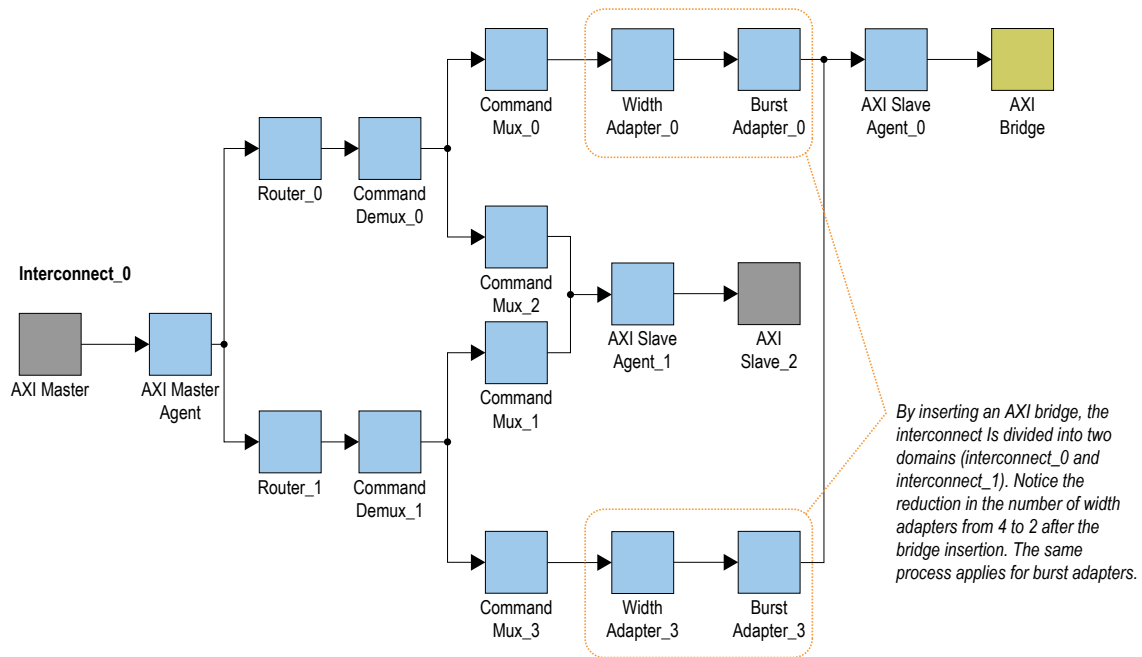 Command
Mux_0
Width
Adapter_0
Burst
Adapter_0
AXI Slave
Agent_0
AXI
Bridge
Router_0
Command
Demux_0
Command
Mux_2
Interconnect_0
AXI Master
AXI Master
Agent
AXI Slave
Agent_1
AXI
Slave_2
Command
Mux_1
Router_1
Command
Demux_1
By inserting an AXI bridge, the
interconnect Is divided into two
domains (interconnect_0 and
interconnect_1). Notice the
reduction in the number of width
adapters from 4 to 2 after the
bridge insertion. The same
process applies for burst adapters.
Command
Mux_3
Width
Adapter_3
Burst
Adapter_3